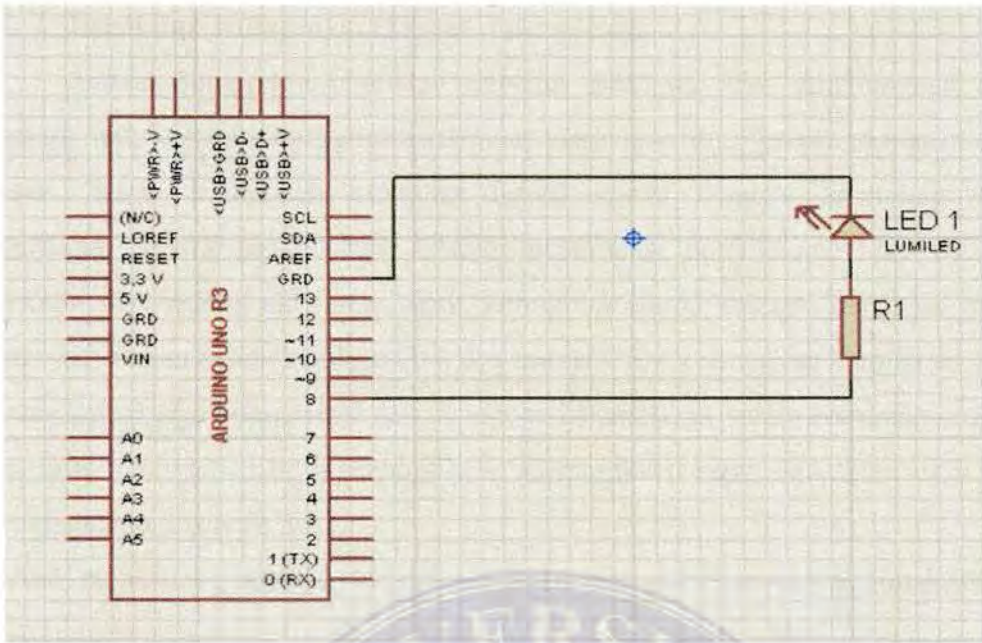 <PWR>-V
<PWR>+V
<USB>GRD
<USB>D-
<USB>D+
<USB>+V
(N/C)
LOREF
RESET
3,3 V
5 V
GRD
GRD
VIN
A0
A1
A2
A3
A4
A5
ARDUINO UNO R3
SCL
SDA
AREF
GRD
13
12
~11
~10
~9
8
7
6
5
4
3
2
1 (TX)
0 (RX)
LED 1
LUMILED
R1